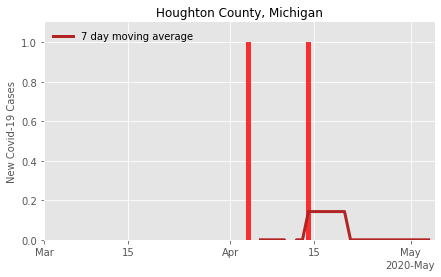 Houghton County, Michigan
7 day moving average
New Covid-19 Cases
1.0
0.8
0.6
0.4
0.2
0.0
Mar 15 Apr 15 May
2020-May